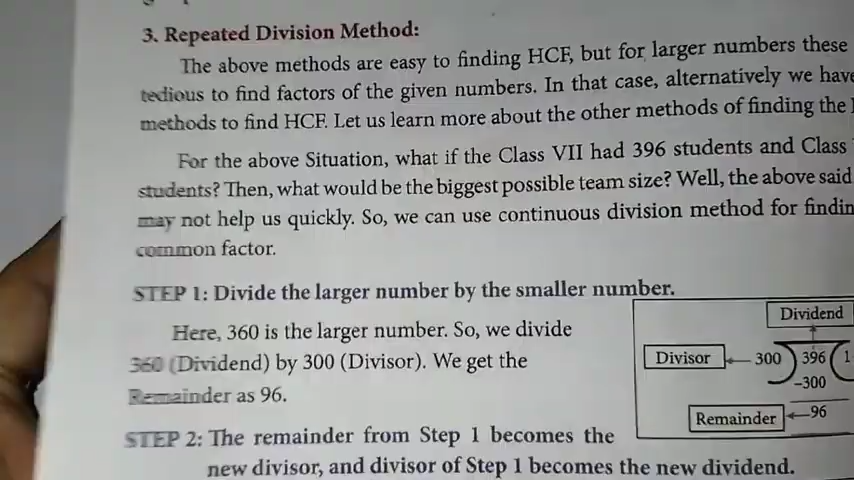 3. Repeated Division Method:
The above methods are easy to finding HCF, but for larger numbers these
tedious to find factors of the given numbers. In that case, alternatively we have
methods to find HCF. Let us learn more about the other methods of finding the
For the above Situation, what if the Class VII had 396 students and Class
students? Then, what would be the biggest possible team size? Well, the above said
may not help us quickly. So, we can use continuous division method for findin
common factor.
STEP 1: Divide the larger number by the smaller number.
Here, 360 is the larger number. So, we divide
360 (Dividend) by 300 (Divisor). We get the
Remainder as 96.
Dividend
Divisor 300 396 1
-300
Remainder 96
STEP 2: The remainder from Step 1 becomes the
new divisor, and divisor of Step 1 becomes the new dividend.